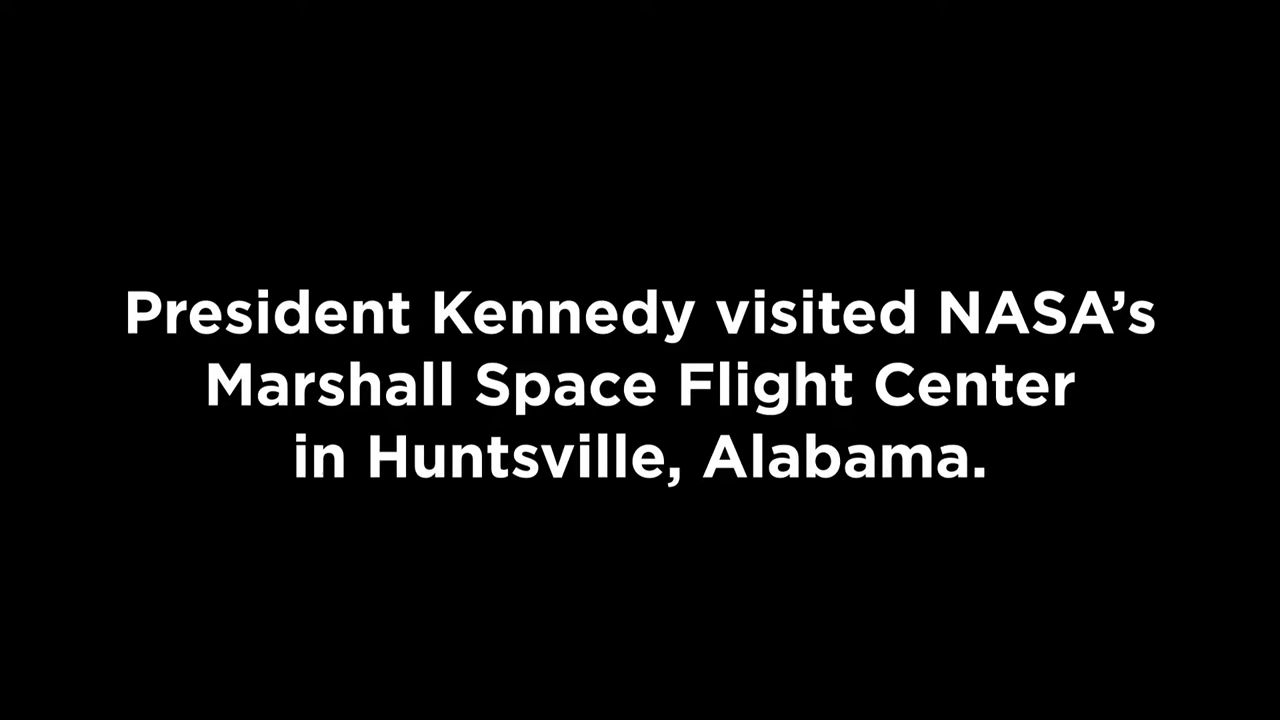 President Kennedy visited NASA’s
Marshall Space Flight Center
in Huntsville, Alabama.